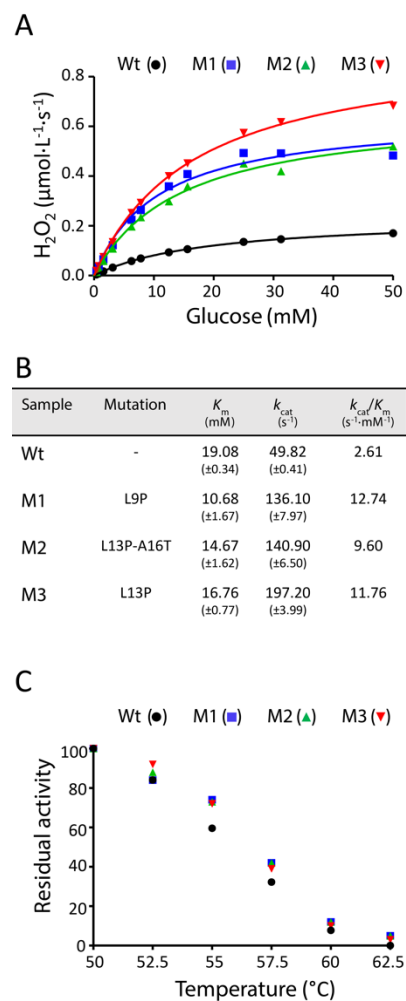 A
Wt (●) M1 (■) M2 (▲) M3 (▼)
H₂O₂ (µmol·L⁻¹·s⁻¹)
0.8
0.6
0.4
0.2
0.0
0 10 20 30 40 50
Glucose (mM)
B
Sample Mutation Km kcat kcat/Km
(mM) (s⁻¹) (s⁻¹·mM⁻¹)
Wt - 19.08 49.82 2.61
(±0.34) (±0.41)
M1 L9P 10.68 136.10 12.74
(±1.67) (±7.97)
M2 L13P-A16T 14.67 140.90 9.60
(±1.62) (±6.50)
M3 L13P 16.76 197.20 11.76
(±0.77) (±3.99)
C
Wt (●) M1 (■) M2 (▲) M3 (▼)
Residual activity
100
80
60
40
20
0
50 52.5 55 57.5 60 62.5
Temperature (°C)